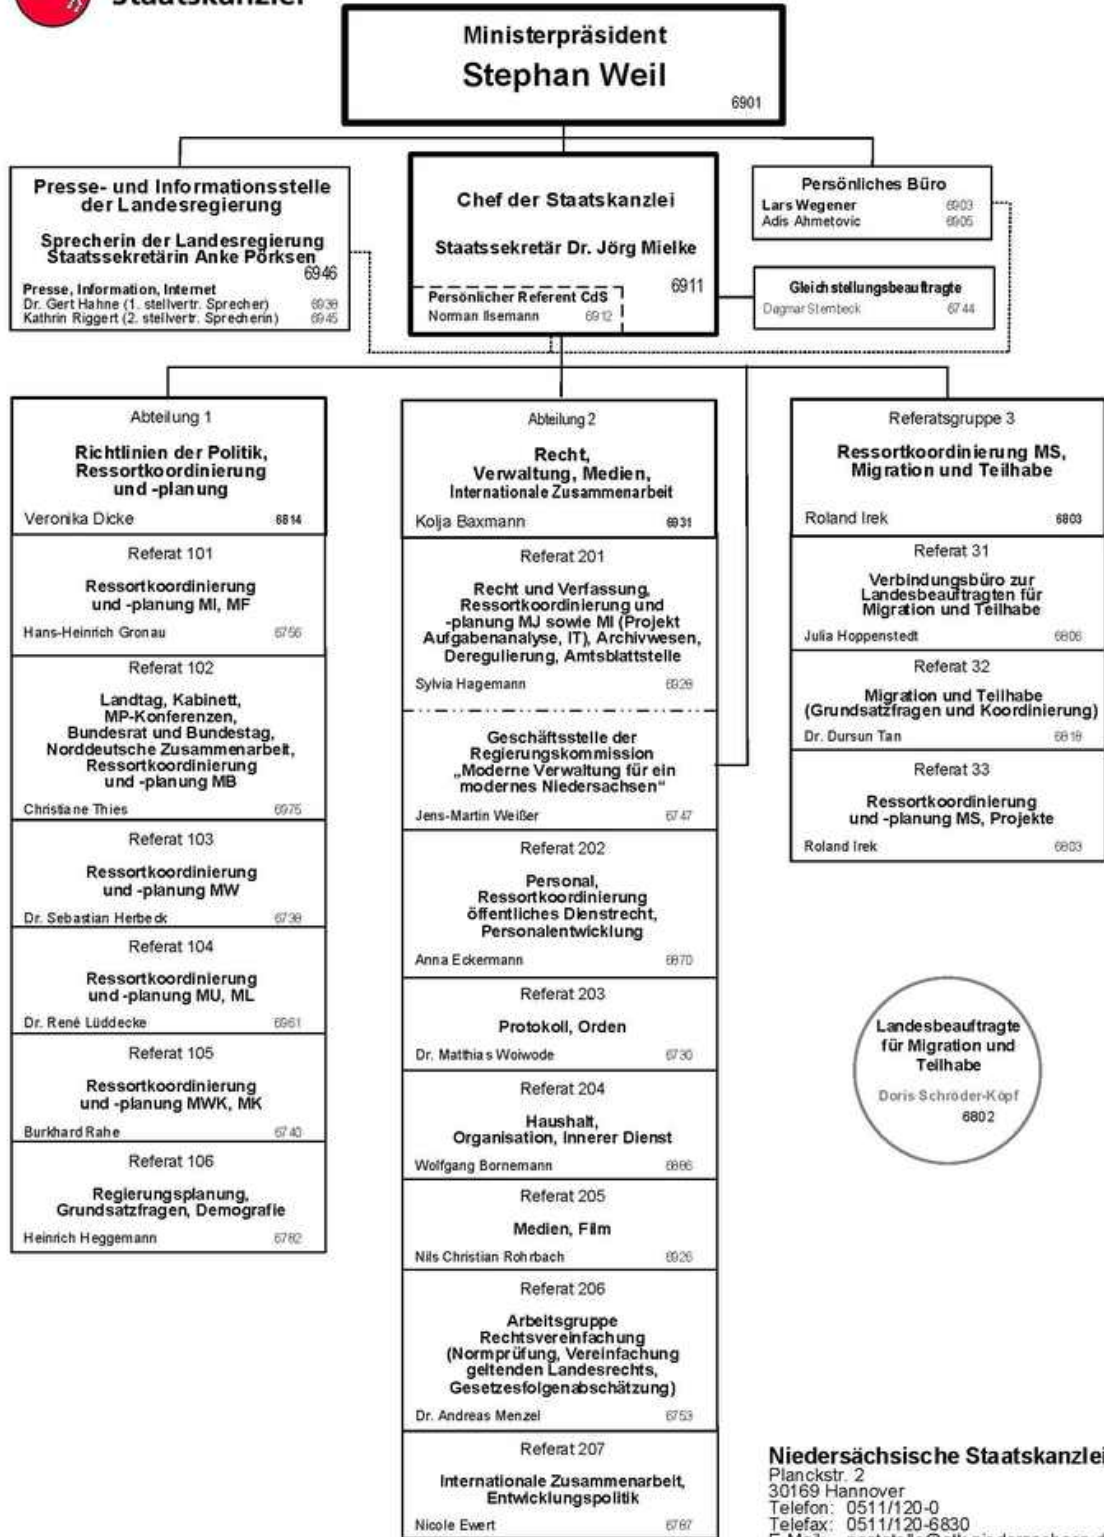 Ministerpräsident
Stephan Weil
6901
Presse- und Informationsstelle
der Landesregierung
Sprecherin der Landesregierung
Staatssekretärin Anke Pörksen
6946
Presse, Information, Internet
Dr. Gert Hahne (1. stellvertr. Sprecher) 6938
Kathrin Riggert (2. stellvertr. Sprecherin) 6945
Chef der Staatskanzlei
Staatssekretär Dr. Jörg Mielke
6911
Persönlicher Referent CdS
Norman Ilsemann 6912
Persönliches Büro
Lars Wegener 6903
Adis Ahmetovic 6905
Gleichstellungsbeauftragte
Dagmar Sternbeck 6744
Abteilung 1
Richtlinien der Politik,
Ressortkoordinierung
und -planung
Veronika Dicke 6814
Referat 101
Ressortkoordinierung
und -planung MI, MF
Hans-Heinrich Gronau 6756
Referat 102
Landtag, Kabinett,
MP-Konferenzen,
Bundesrat und Bundestag,
Norddeutsche Zusammenarbeit,
Ressortkoordinierung
und -planung MB
Christiane Thies 6975
Referat 103
Ressortkoordinierung
und -planung MW
Dr. Sebastian Herbeck 6738
Referat 104
Ressortkoordinierung
und -planung MU, ML
Dr. René Lüddecke 6961
Referat 105
Ressortkoordinierung
und -planung MWK, MK
Burkhard Rahe 6740
Referat 106
Regierungsplanung,
Grundsatzfragen, Demografie
Heinrich Heggemann 6782
Abteilung 2
Recht,
Verwaltung, Medien,
Internationale Zusammenarbeit
Kolja Baxmann 6931
Referat 201
Recht und Verfassung,
Ressortkoordinierung und
-planung MJ sowie MI (Projekt
Aufgabenanalyse, IT), Archivwesen,
Deregulierung, Amtsblattstelle
Sylvia Hagemann 6928
Geschäftsstelle der
Regierungskommission
„Moderne Verwaltung für ein
modernes Niedersachsen“
Jens-Martin Weißer 6747
Referat 202
Personal,
Ressortkoordinierung
öffentliches Dienstrecht,
Personalentwicklung
Anna Eckermann 6870
Referat 203
Protokoll, Orden
Dr. Matthias Woiwode 6730
Referat 204
Haushalt,
Organisation, Innerer Dienst
Wolfgang Bornemann 6886
Referat 205
Medien, Film
Nils Christian Rohrbach 6926
Referat 206
Arbeitsgruppe
Rechtsvereinfachung
(Normprüfung, Vereinfachung
geltenden Landesrechts,
Gesetzesfolgenabschätzung)
Dr. Andreas Menzel 6753
Referat 207
Internationale Zusammenarbeit,
Entwicklungspolitik
Nicole Ewert 6787
Referatsgruppe 3
Ressortkoordinierung MS,
Migration und Teilhabe
Roland Irek 6803
Referat 31
Verbindungsbüro zur
Landesbeauftragten für
Migration und Teilhabe
Julia Hoppenstedt 6806
Referat 32
Migration und Teilhabe
(Grundsatzfragen und Koordinierung)
Dr. Dursun Tan 6818
Referat 33
Ressortkoordinierung
und -planung MS, Projekte
Roland Irek 6803
Landesbeauftragte
für Migration und
Teilhabe
Doris Schröder-Köpf
6802
Niedersächsische Staatskanzlei
Planckstr. 2
30169 Hannover
Telefon: 0511/120-0
Telefax: 0511/120-6830